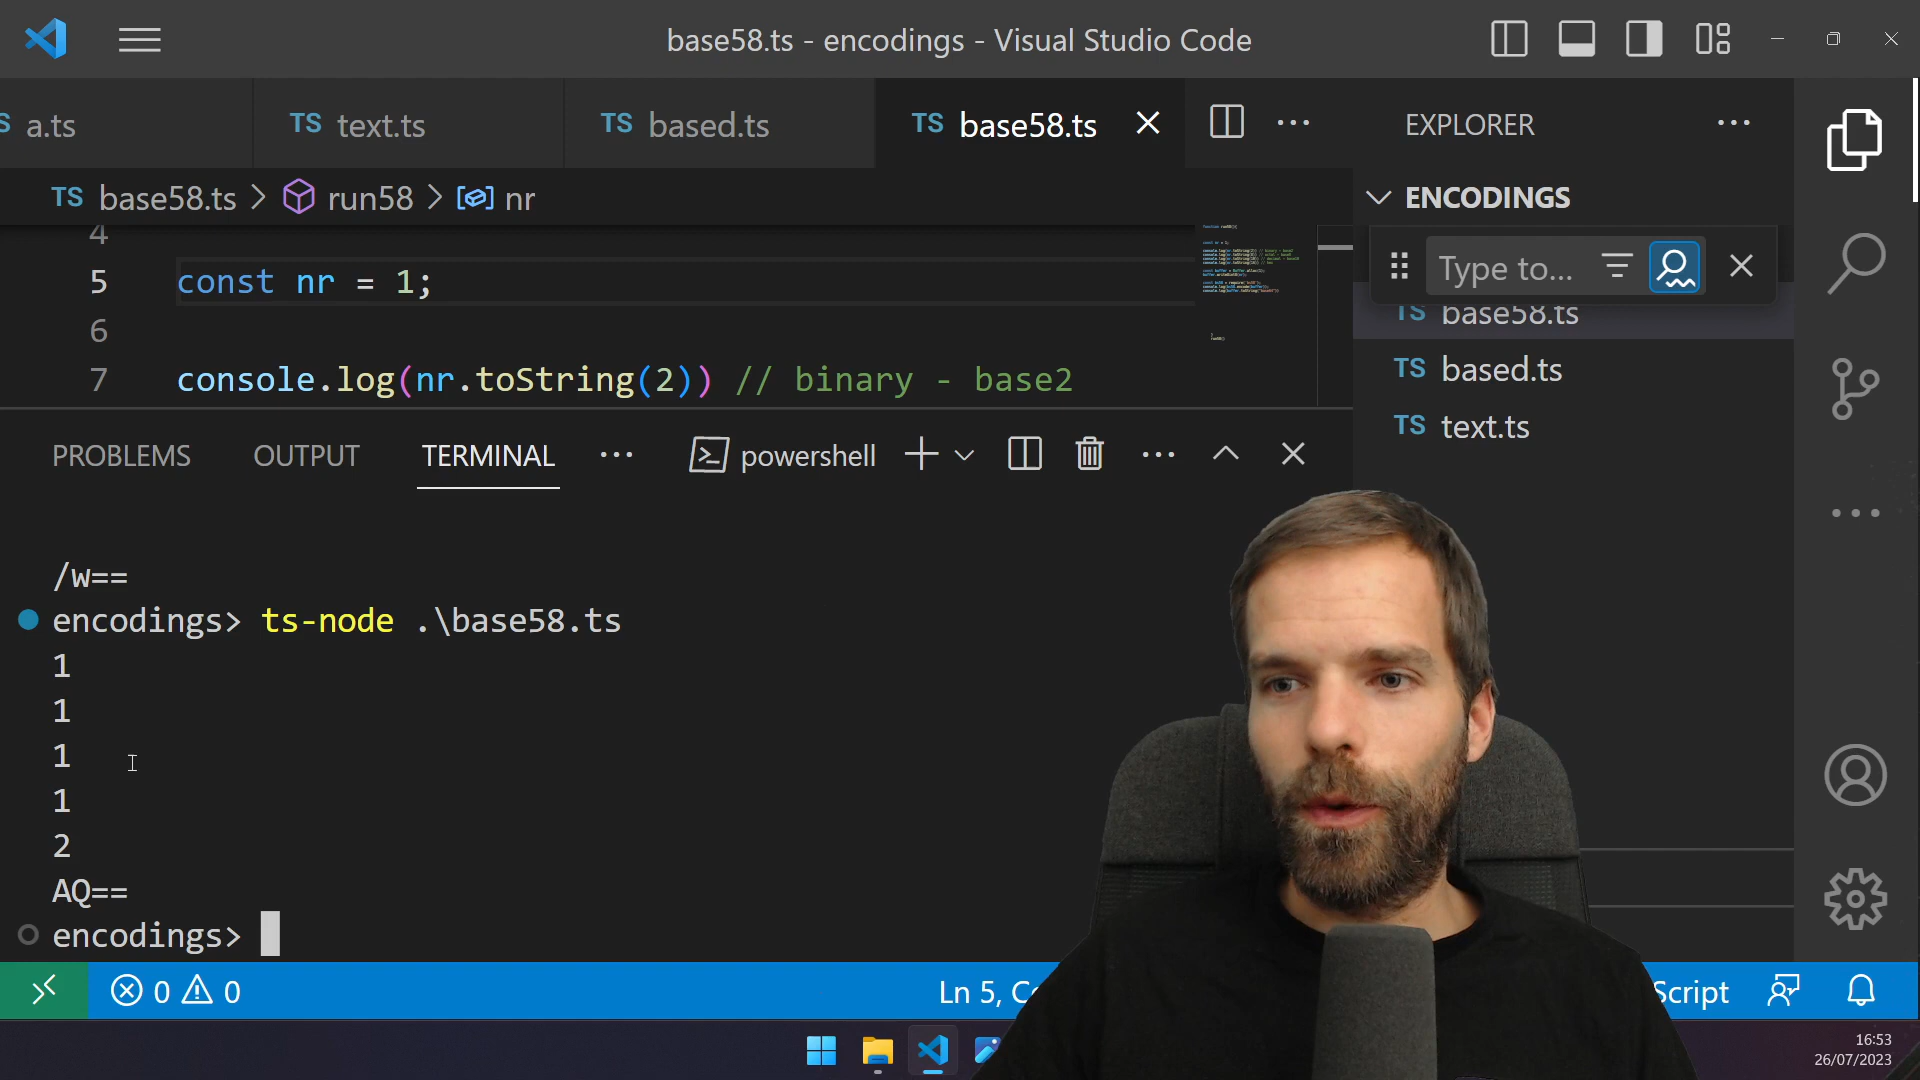 base58.ts - encodings - Visual Studio Code
S a.ts
TS text.ts
TS based.ts
TS base58.ts
EXPLORER
TS base58.ts > run58 > nr
ENCODINGS
4
5 const nr = 1;
6
7 console.log(nr.toString(2)) // binary - base2
Type to...
TS base58.ts
TS based.ts
TS text.ts
PROBLEMS
OUTPUT
TERMINAL
powershell
/w==
encodings> ts-node .\base58.ts
1
1
1
1
2
AQ==
encodings>
0 0
Ln 5, C
Script
16:53
26/07/2023